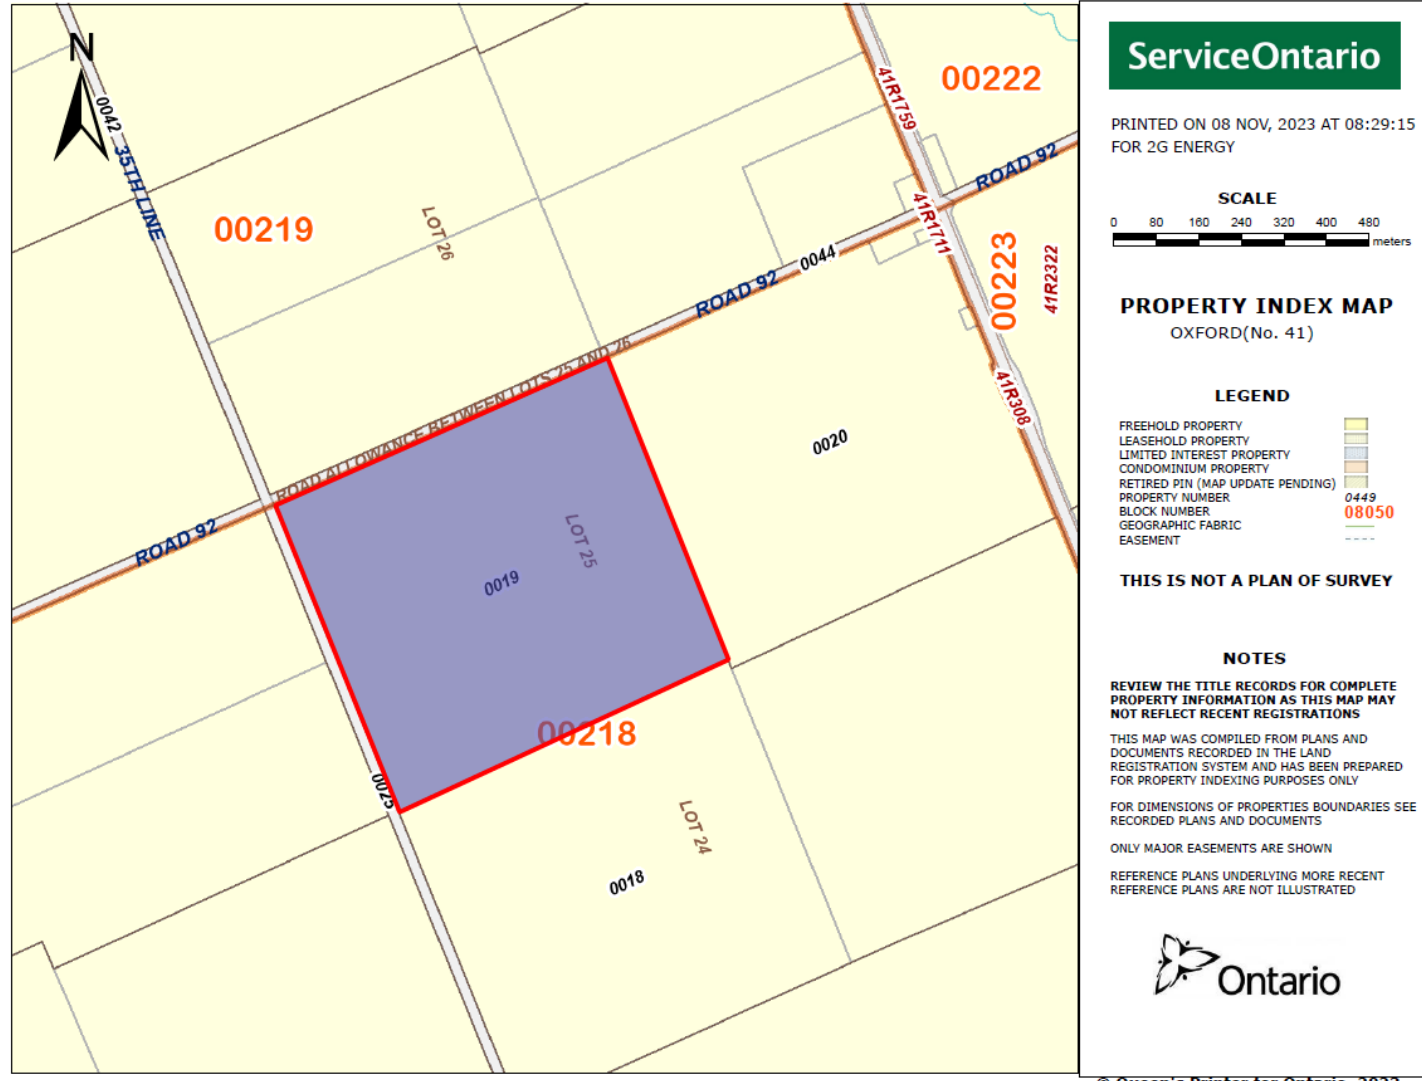 N
0042
35TH LINE
00219
LOT 26
41R1759
00222
ROAD 92
41R1711
00223
41R2322
0044
ROAD 92
41R308
ROAD ALLOWANCE BETWEEN LOTS 25 AND 26
0020
ROAD 92
LOT 25
0019
00218
0025
LOT 24
0018
ServiceOntario
PRINTED ON 08 NOV, 2023 AT 08:29:15
FOR 2G ENERGY
SCALE
0 80 160 240 320 400 480
meters
PROPERTY INDEX MAP
OXFORD(No. 41)
LEGEND
FREEHOLD PROPERTY
LEASEHOLD PROPERTY
LIMITED INTEREST PROPERTY
CONDOMINIUM PROPERTY
RETIRED PIN (MAP UPDATE PENDING)
PROPERTY NUMBER 0449
BLOCK NUMBER 08050
GEOGRAPHIC FABRIC
EASEMENT
THIS IS NOT A PLAN OF SURVEY
NOTES
REVIEW THE TITLE RECORDS FOR COMPLETE
PROPERTY INFORMATION AS THIS MAP MAY
NOT REFLECT RECENT REGISTRATIONS
THIS MAP WAS COMPILED FROM PLANS AND
DOCUMENTS RECORDED IN THE LAND
REGISTRATION SYSTEM AND HAS BEEN PREPARED
FOR PROPERTY INDEXING PURPOSES ONLY
FOR DIMENSIONS OF PROPERTIES BOUNDARIES SEE
RECORDED PLANS AND DOCUMENTS
ONLY MAJOR EASEMENTS ARE SHOWN
REFERENCE PLANS UNDERLYING MORE RECENT
REFERENCE PLANS ARE NOT ILLUSTRATED
Ontario
© Queen's Printer for Ontario, 2023